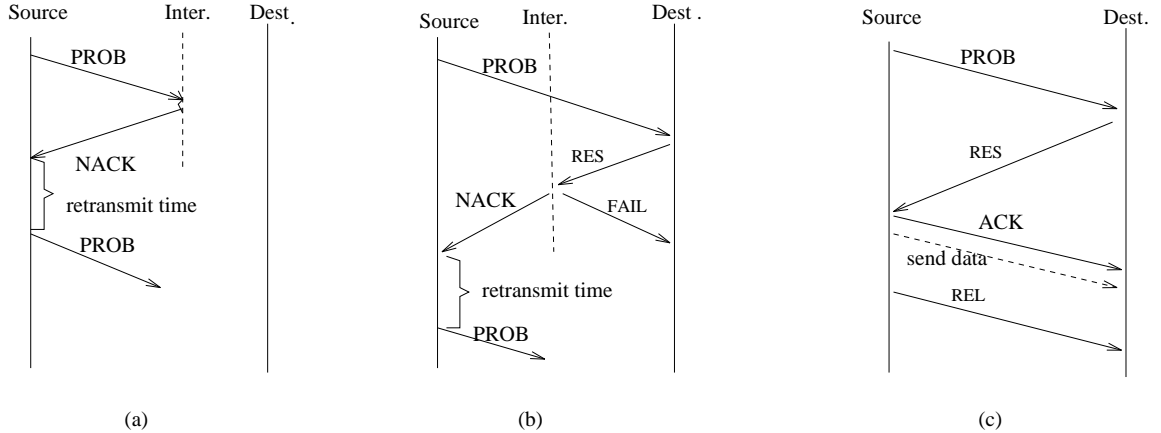 Source Inter. Dest.
PROB
NACK
retransmit time
PROB
(a)
Source Inter. Dest .
PROB
RES
NACK FAIL
retransmit time
PROB
(b)
Source Dest.
PROB
RES
ACK
send data
REL
(c)